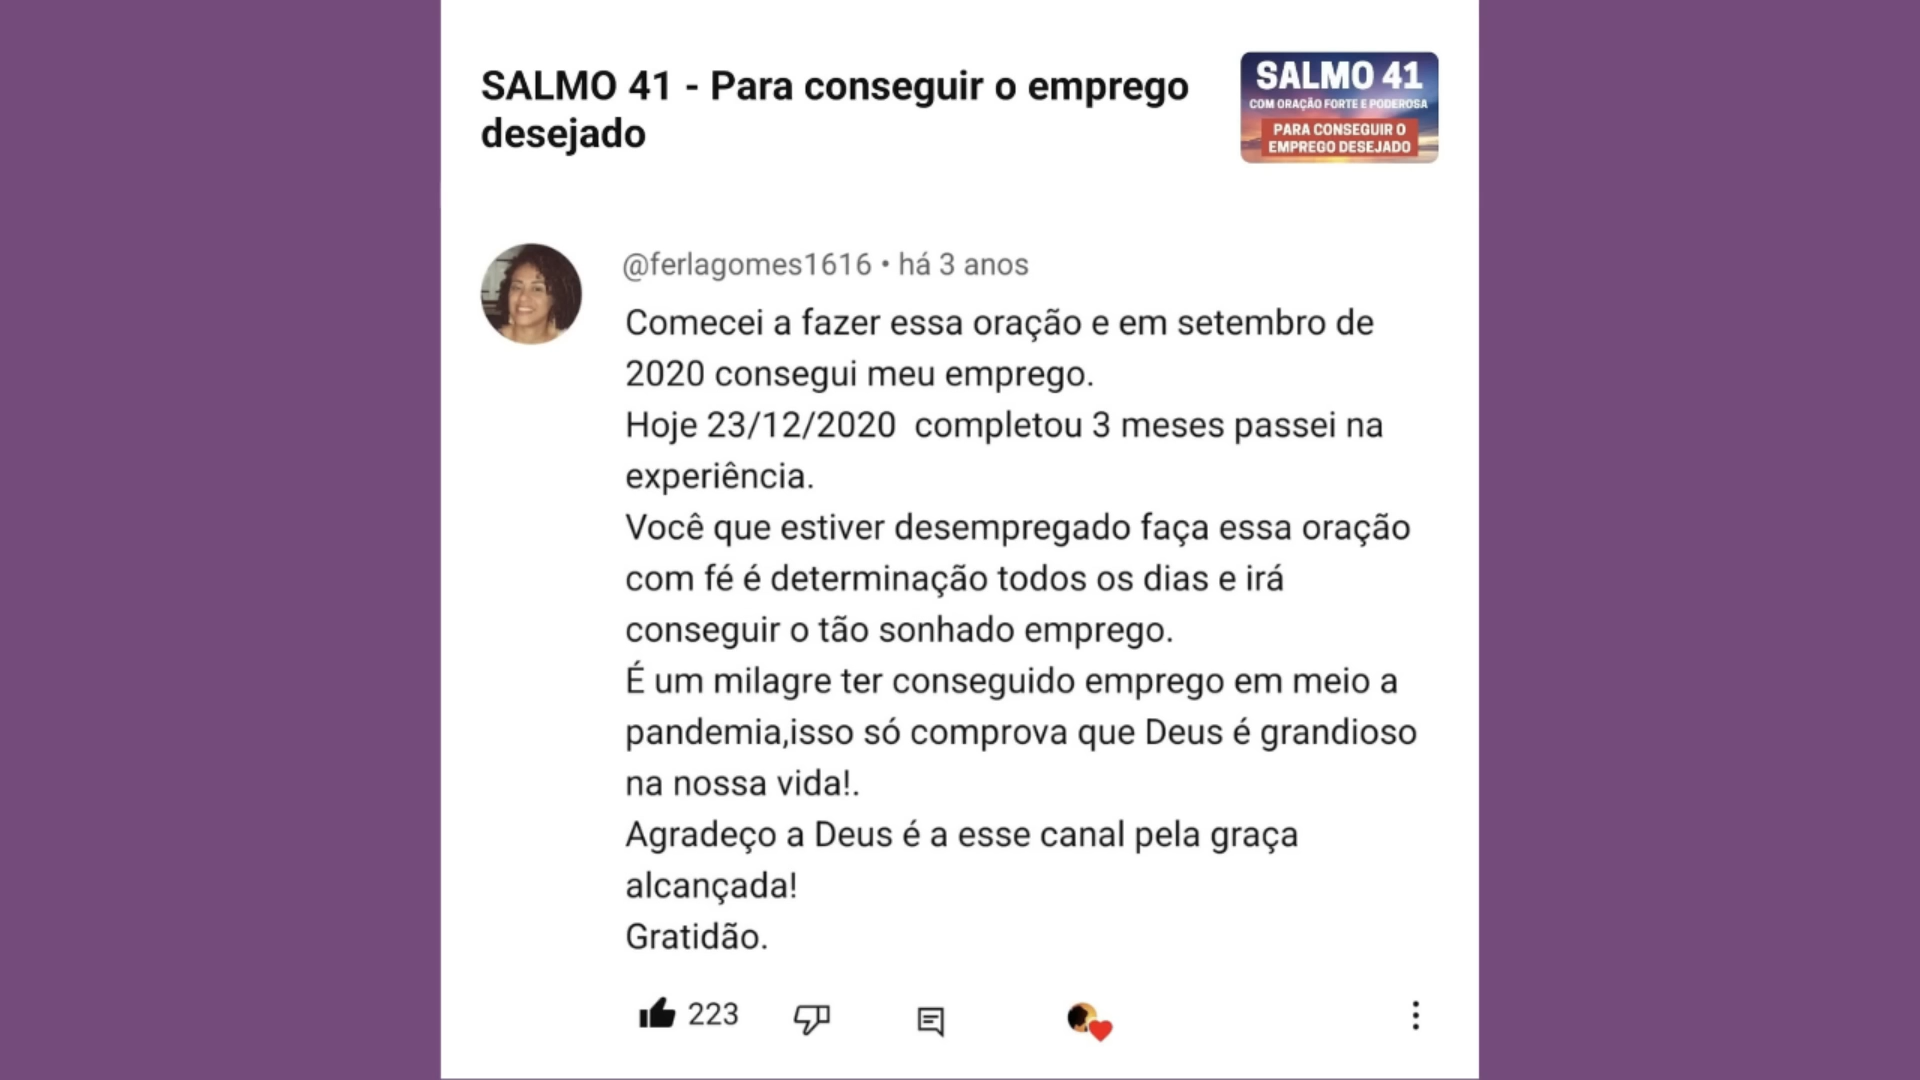 SALMO 41 - Para conseguir o emprego
desejado
SALMO 41
COM ORAÇÃO FORTE E PODEROSA
PARA CONSEGUIR O
EMPREGO DESEJADO
@ferlagomes1616 • há 3 anos
Comecei a fazer essa oração e em setembro de
2020 consegui meu emprego.
Hoje 23/12/2020  completou 3 meses passei na
experiência.
Você que estiver desempregado faça essa oração
com fé é determinação todos os dias e irá
conseguir o tão sonhado emprego.
É um milagre ter conseguido emprego em meio a
pandemia,isso só comprova que Deus é grandioso
na nossa vida!.
Agradeço a Deus é a esse canal pela graça
alcançada!
Gratidão.
223